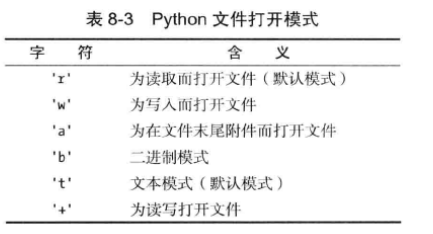 表 8-3 Python 文件打开模式
字 符 含 义
'r' 为读取而打开文件（默认模式）
'w' 为写入而打开文件
'a' 为在文件末尾附件而打开文件
'b' 二进制模式
't' 文本模式（默认模式）
'+' 为读写打开文件